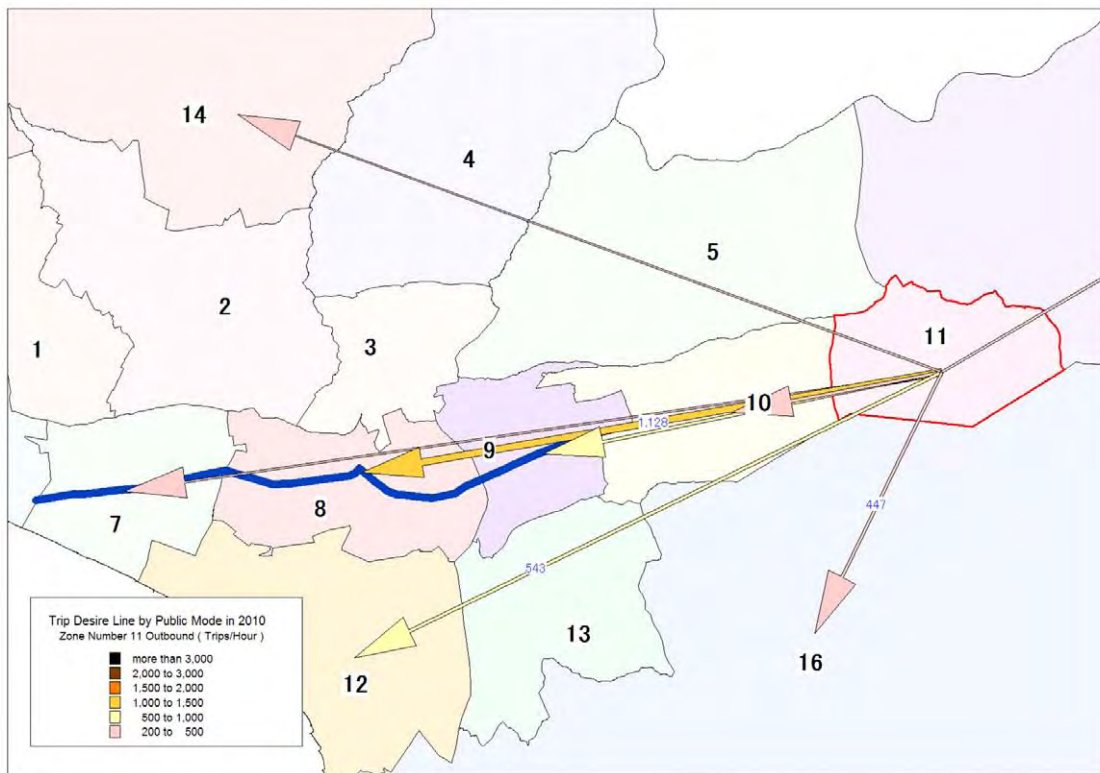 14
4
5
2
11
1
3
10
1,128
9
447
8
7
543
13
16
12
Trip Desire Line by Public Mode in 2010
Zone Number 11 Outbound ( Trips/Hour )
more than 3,000
2,000 to 3,000
1,500 to 2,000
1,000 to 1,500
500 to 1,000
200 to 500